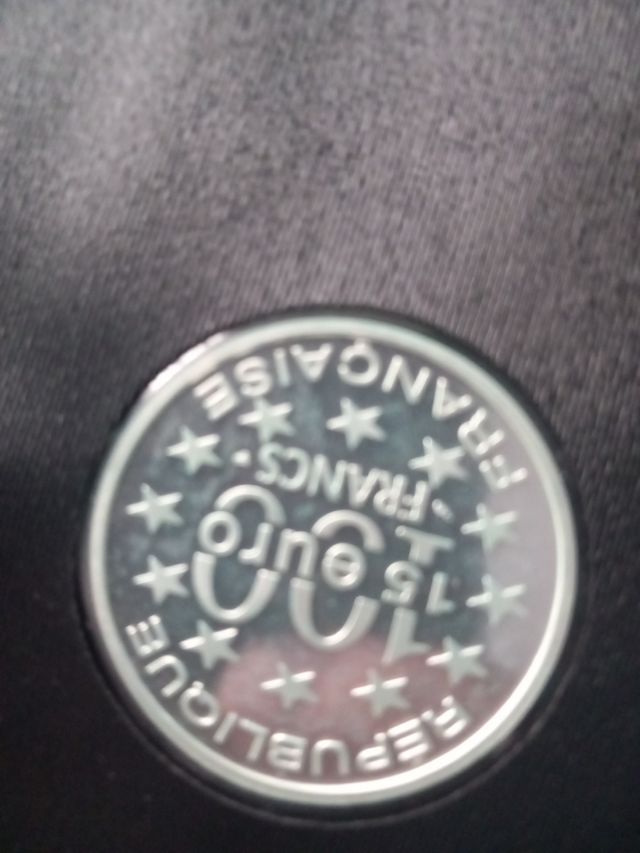 RÉPUBLIQUE
100
15 euro
FRANCS
FRANÇAISE